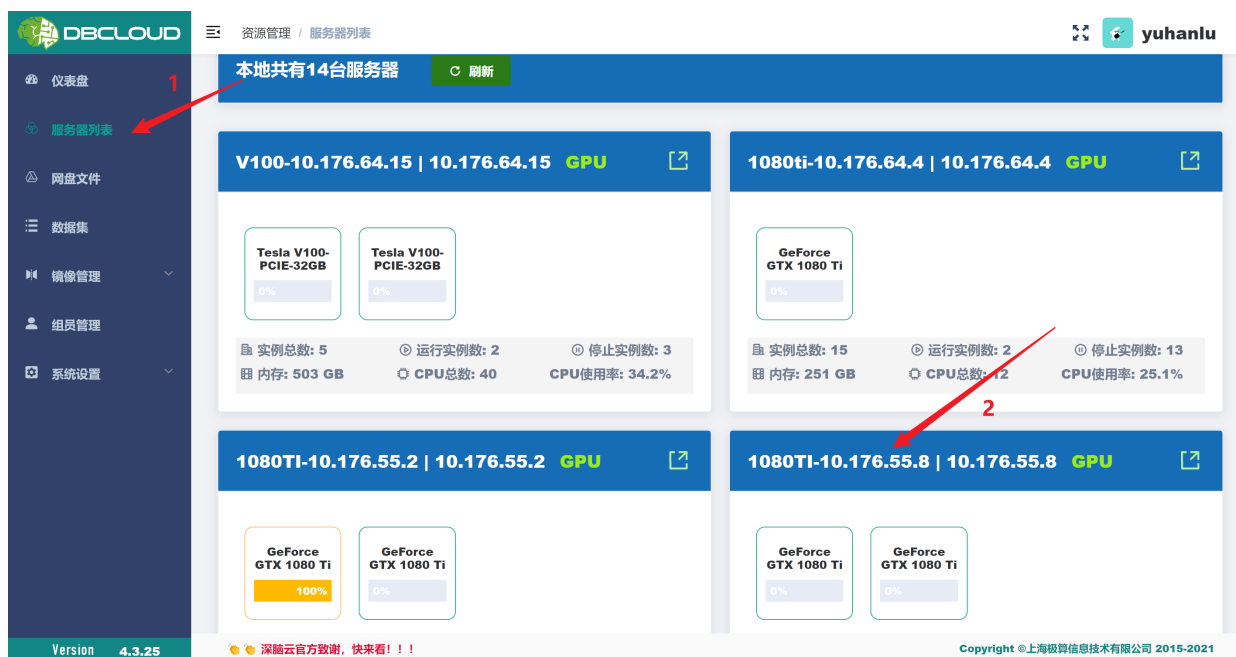 DBCLOUD
资源管理 / 服务器列表
yuhanlu
仪表盘
1
服务器列表
网盘文件
数据集
镜像管理
组员管理
系统设置
Version 4.3.25
本地共有14台服务器 刷新
V100-10.176.64.15 | 10.176.64.15 GPU
Tesla V100-
PCIE-32GB
0%
Tesla V100-
PCIE-32GB
0%
实例总数: 5 运行实例数: 2 停止实例数: 3
内存: 503 GB CPU总数: 40 CPU使用率: 34.2%
1080ti-10.176.64.4 | 10.176.64.4 GPU
GeForce
GTX 1080 Ti
0%
实例总数: 15 运行实例数: 2 停止实例数: 13
内存: 251 GB CPU总数: 12 CPU使用率: 25.1%
2
1080TI-10.176.55.2 | 10.176.55.2 GPU
GeForce
GTX 1080 Ti
100%
GeForce
GTX 1080 Ti
0%
1080TI-10.176.55.8 | 10.176.55.8 GPU
GeForce
GTX 1080 Ti
0%
GeForce
GTX 1080 Ti
0%
深脑云官方致谢，快来看！！！
Copyright ©上海极算信息技术有限公司 2015-2021